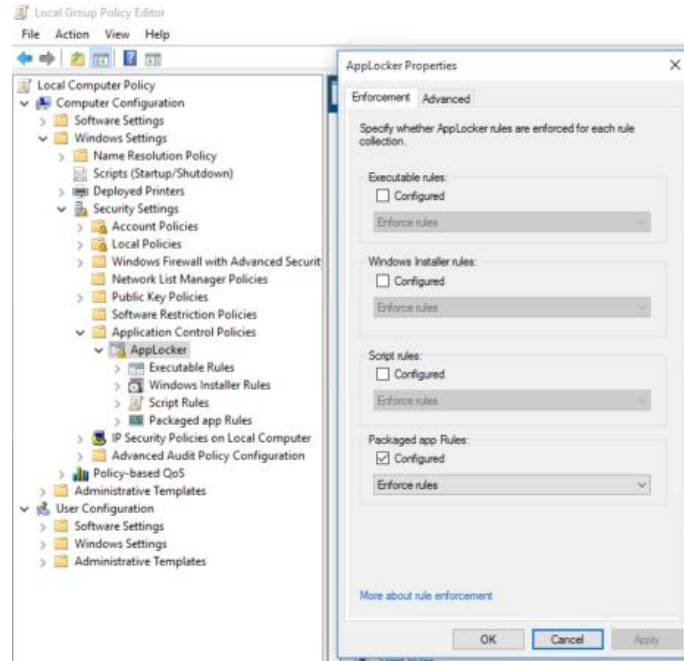 Local Group Policy Editor
File Action View Help
Local Computer Policy
Computer Configuration
Software Settings
Windows Settings
Name Resolution Policy
Scripts (Startup/Shutdown)
Deployed Printers
Security Settings
Account Policies
Local Policies
Windows Firewall with Advanced Securit
Network List Manager Policies
Public Key Policies
Software Restriction Policies
Application Control Policies
AppLocker
Executable Rules
Windows Installer Rules
Script Rules
Packaged app Rules
IP Security Policies on Local Computer
Advanced Audit Policy Configuration
Policy-based QoS
Administrative Templates
User Configuration
Software Settings
Windows Settings
Administrative Templates
AppLocker Properties
Enforcement Advanced
Specify whether AppLocker rules are enforced for each rule
collection.
Executable rules:
Configured
Enforce rules
Windows Installer rules:
Configured
Enforce rules
Script rules:
Configured
Enforce rules
Packaged app Rules:
Configured
Enforce rules
More about rule enforcement
OK Cancel Apply